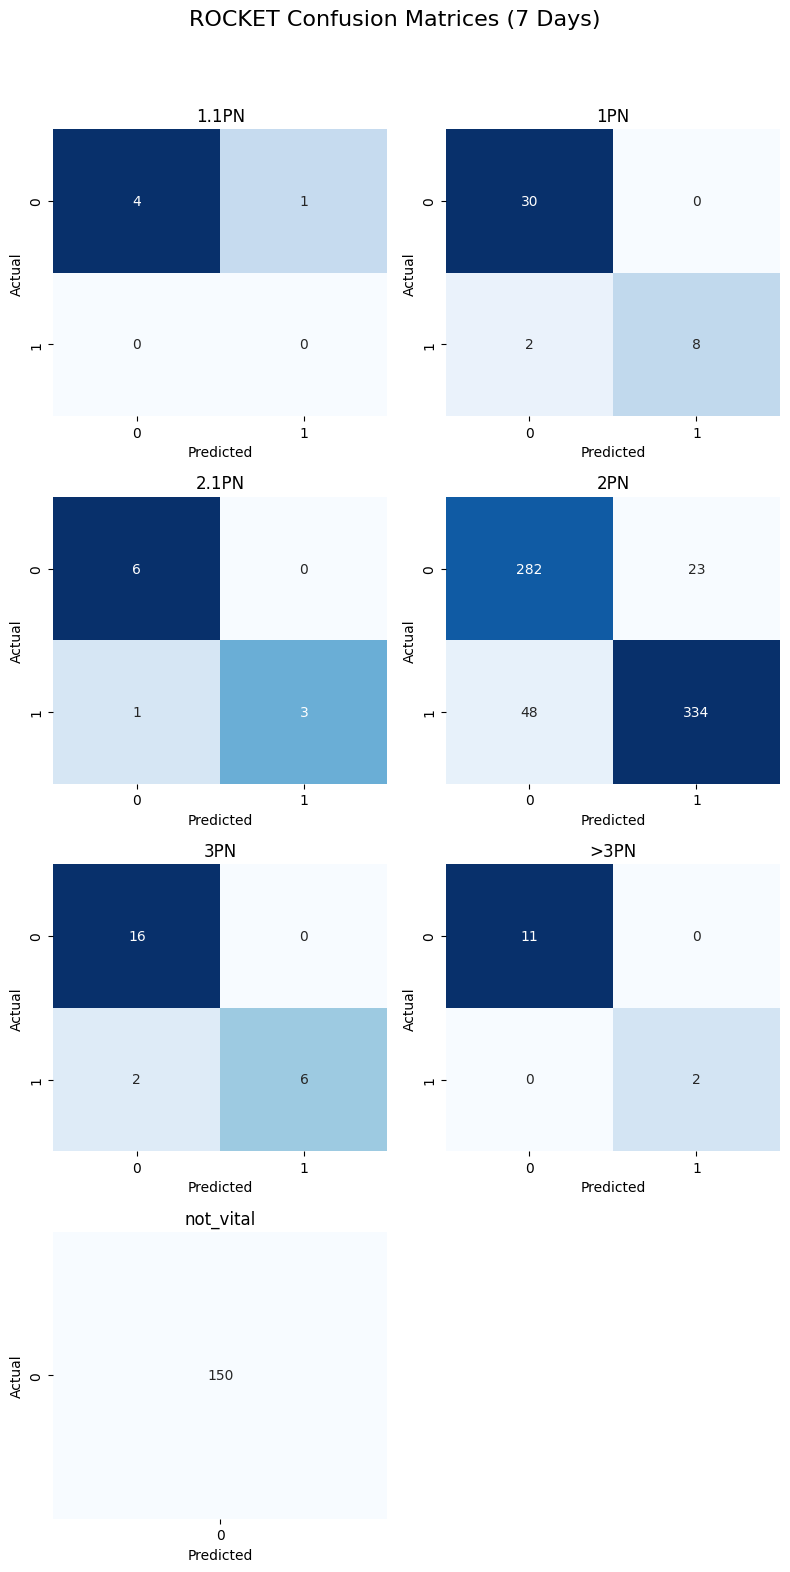 ROCKET Confusion Matrices (7 Days)
1.1PN
Actual
0
4
1
1
0
0
0
1
Predicted
1PN
Actual
0
30
0
1
2
8
0
1
Predicted
2.1PN
Actual
0
6
0
1
1
3
0
1
Predicted
2PN
Actual
0
282
23
1
48
334
0
1
Predicted
3PN
Actual
0
16
0
1
2
6
0
1
Predicted
>3PN
Actual
0
11
0
1
0
2
0
1
Predicted
not_vital
Actual
0
150
0
Predicted